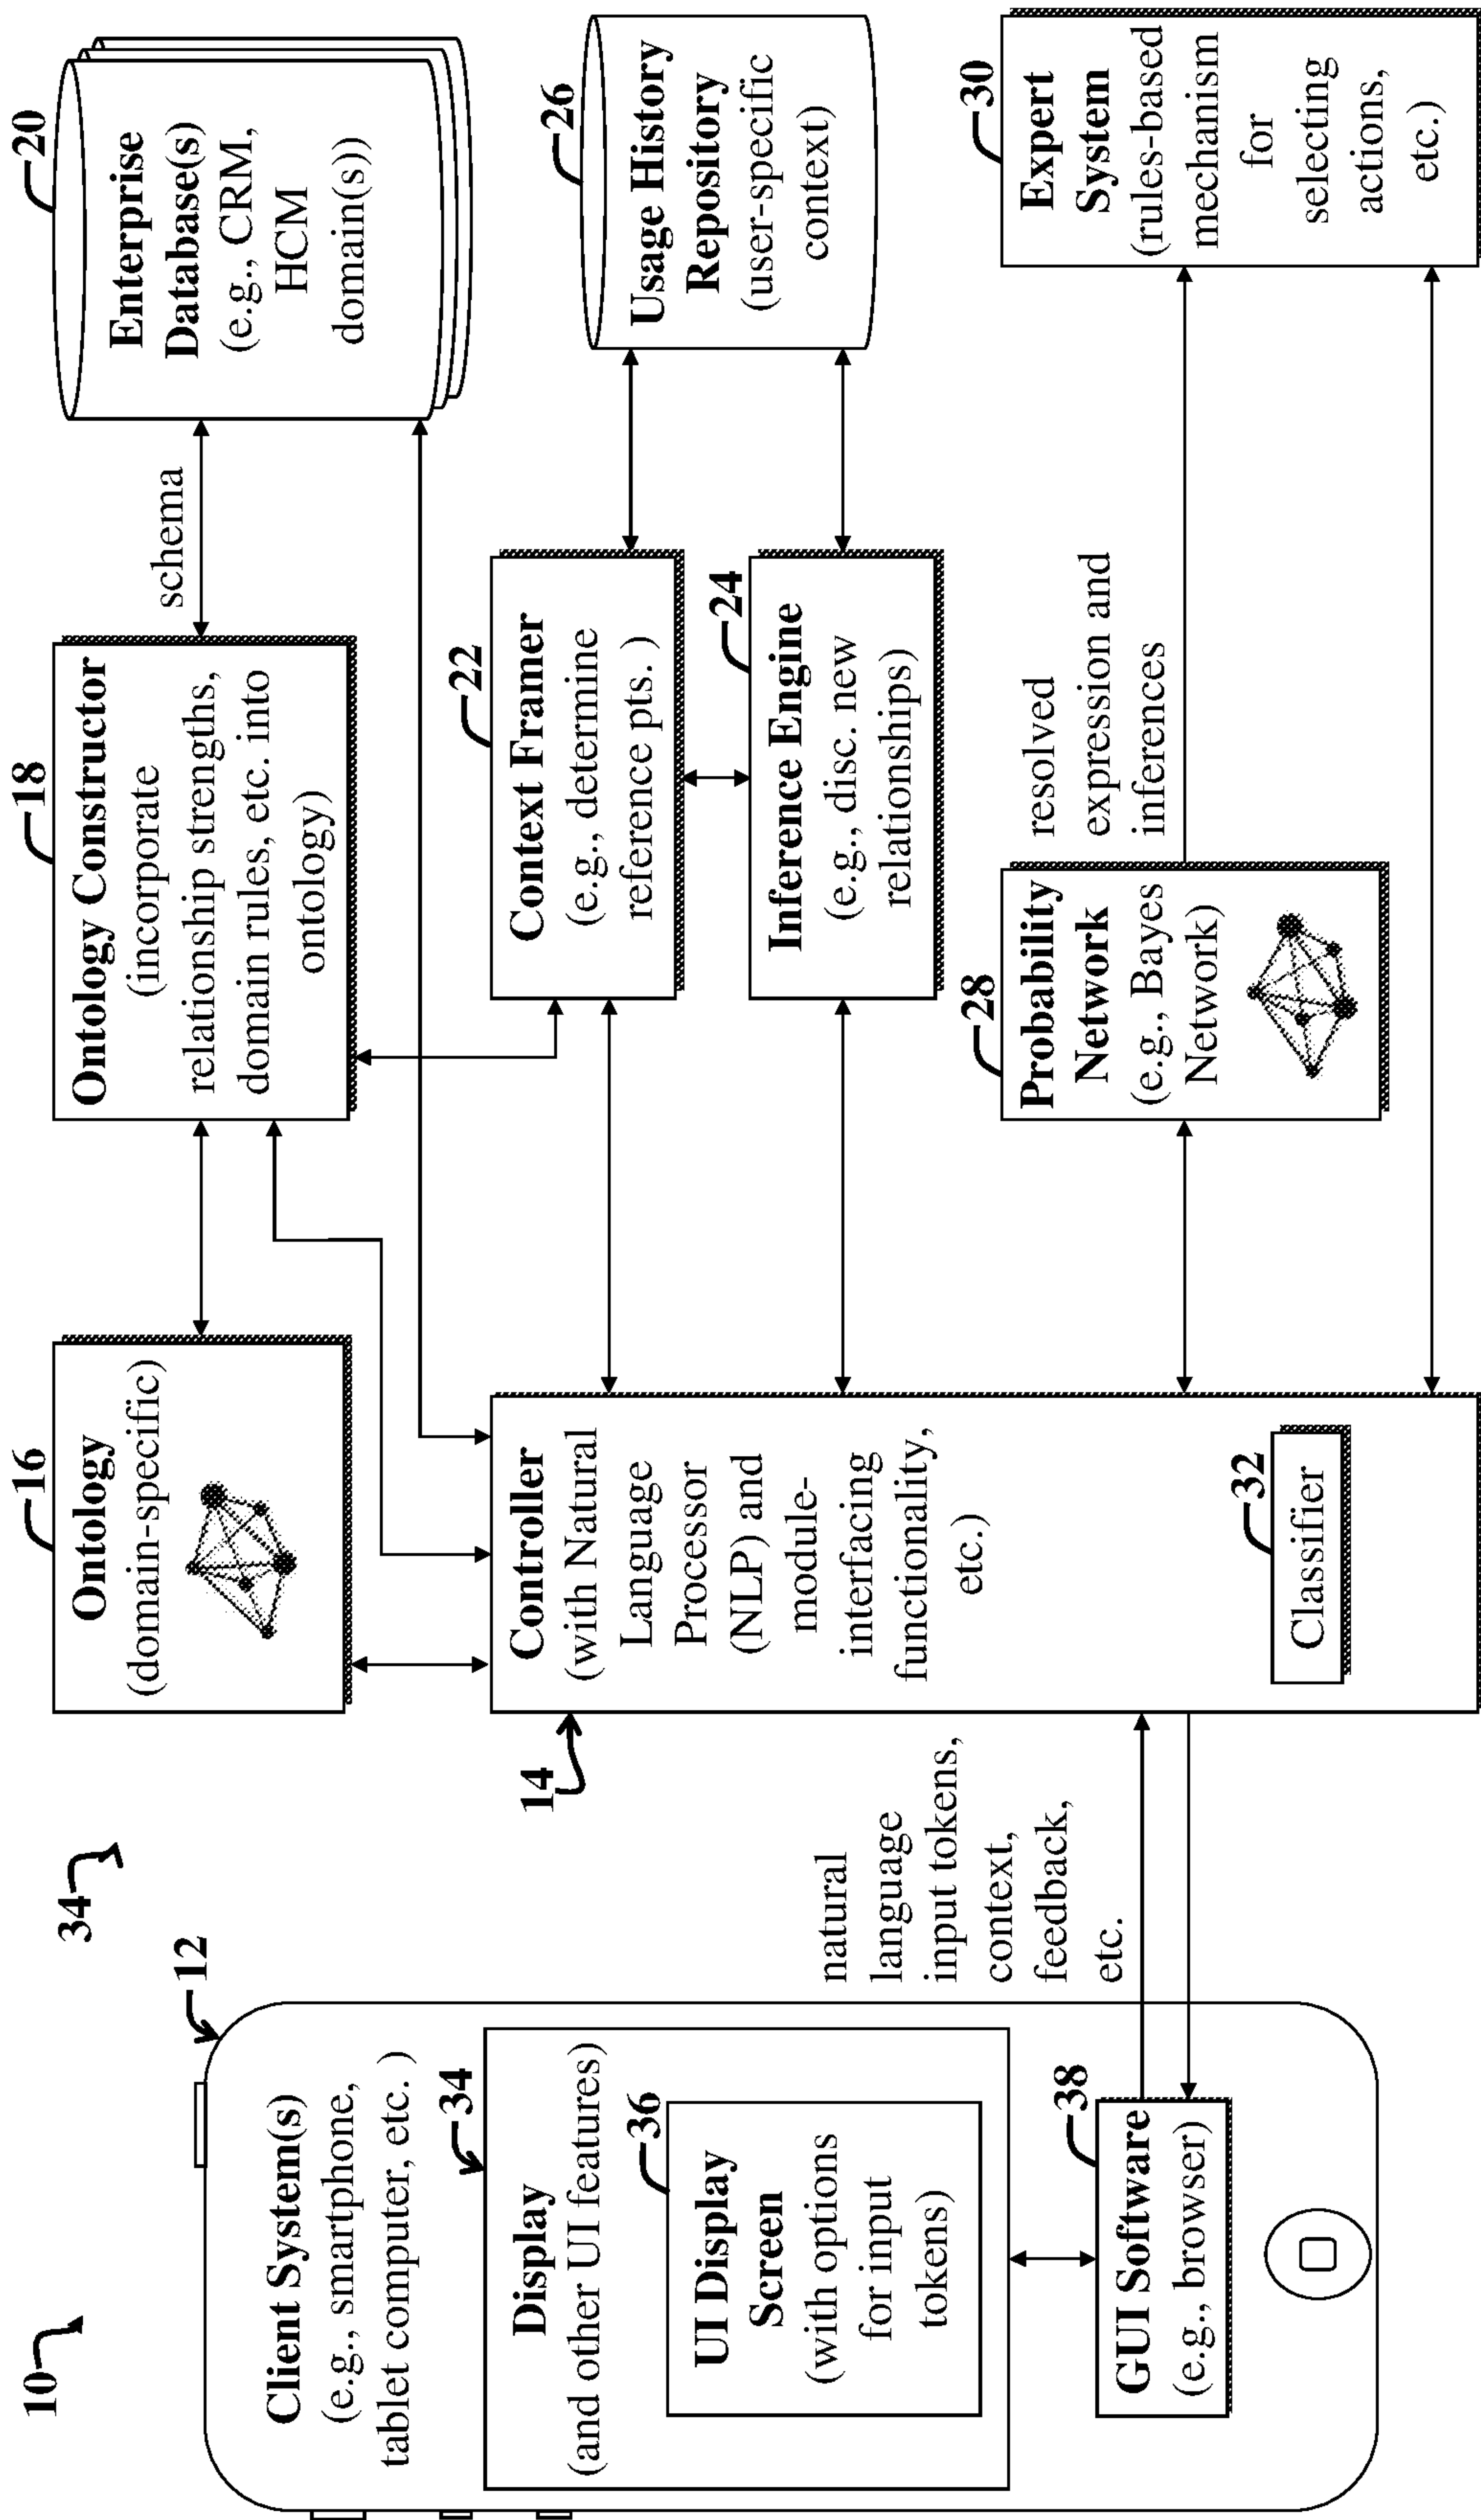 10
34
12
Client System(s)
(e.g., smartphone,
tablet computer, etc. )
34
Display
(and other UI features)
36
UI Display
Screen
(with options
for input
tokens)
38
GUI Software
(e.g., browser)
natural
language
input tokens,
context,
feedback,
etc.
14
Controller
(with Natural
Language
Processor
(NLP) and
module-
interfacing
functionality,
etc.)
32
Classifier
16
Ontology
(domain-specific)
18
Ontology Constructor
(incorporate
relationship strengths,
domain rules, etc. into
ontology)
schema
20
Enterprise
Database(s)
(e.g., CRM,
HCM
domain(s))
22
Context Framer
(e.g., determine
reference pts. )
24
Inference Engine
(e.g., disc. new
relationships)
26
Usage History
Repository
(user-specific
context)
28
Probability
Network
(e.g., Bayes
Network)
resolved
expression and
inferences
30
Expert
System
(rules-based
mechanism
for
selecting
actions,
etc.)